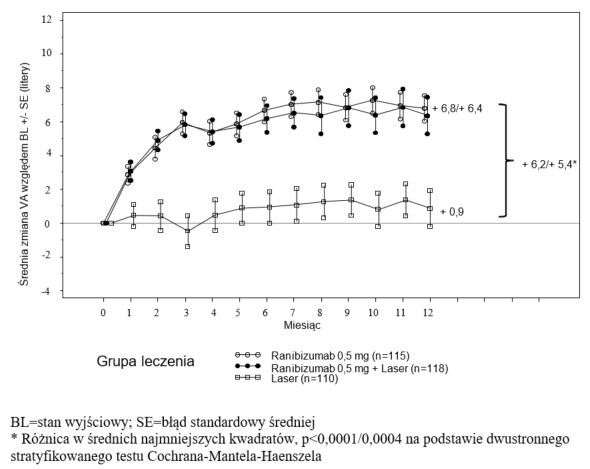 Średnia zmiana VA względem BL +/- SE (litery)
12
10
8
6
4
2
0
-2
-4
+ 6,8/+ 6,4
+ 6,2/+ 5,4*
+ 0,9
0 1 2 3 4 5 6 7 8 9 10 11 12
Miesiąc
Grupa leczenia
Ranibizumab 0,5 mg (n=115)
Ranibizumab 0,5 mg + Laser (n=118)
Laser (n=110)
BL=stan wyjściowy; SE=błąd standardowy średniej
* Różnica w średnich najmniejszych kwadratów, p<0,0001/0,0004 na podstawie dwustronnego
stratyfikowanego testu Cochrana-Mantela-Haenszela